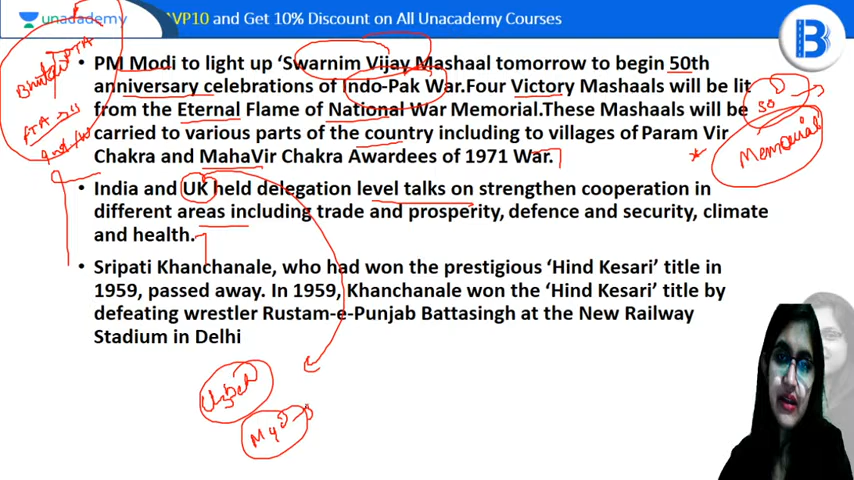 unacademy AVP10 and Get 10% Discount on All Unacademy Courses
B
PM Modi to light up ‘Swarnim Vijay Mashaal tomorrow to begin 50th
anniversary celebrations of Indo-Pak War.Four Victory Mashaals will be lit
from the Eternal Flame of National War Memorial.These Mashaals will be
carried to various parts of the country including to villages of Param Vir
Chakra and MahaVir Chakra Awardees of 1971 War.
India and UK held delegation level talks on strengthen cooperation in
different areas including trade and prosperity, defence and security, climate
and health.
Sripati Khanchanale, who had won the prestigious ‘Hind Kesari’ title in
1959, passed away. In 1959, Khanchanale won the ‘Hind Kesari’ title by
defeating wrestler Rustam-e-Punjab Battasingh at the New Railway
Stadium in Delhi
Bhutan
PTA
50
Memorial